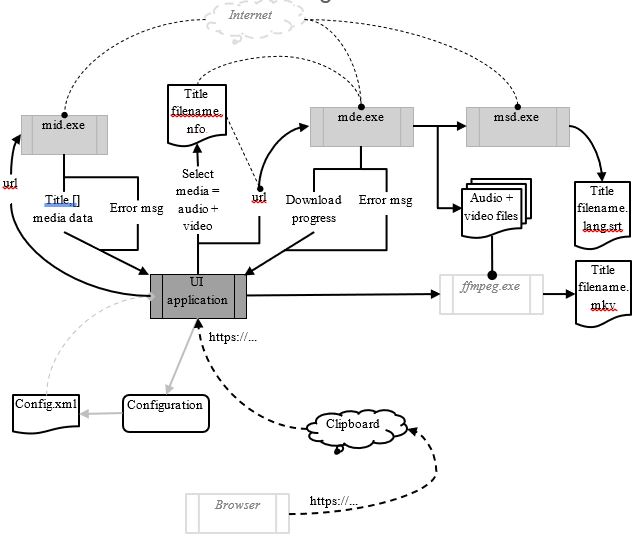 Internet
Title
filename.
nfo
mid.exe
mde.exe
msd.exe
url
Title []
media data
Error msg
Select
media =
audio +
video
url
Download
progress
Error msg
Audio +
video files
Title
filename.
lang.srt
UI
application
ffmpeg.exe
Title
filename.
mkv
https://...
Config.xml
Configuration
Clipboard
Browser
https://...